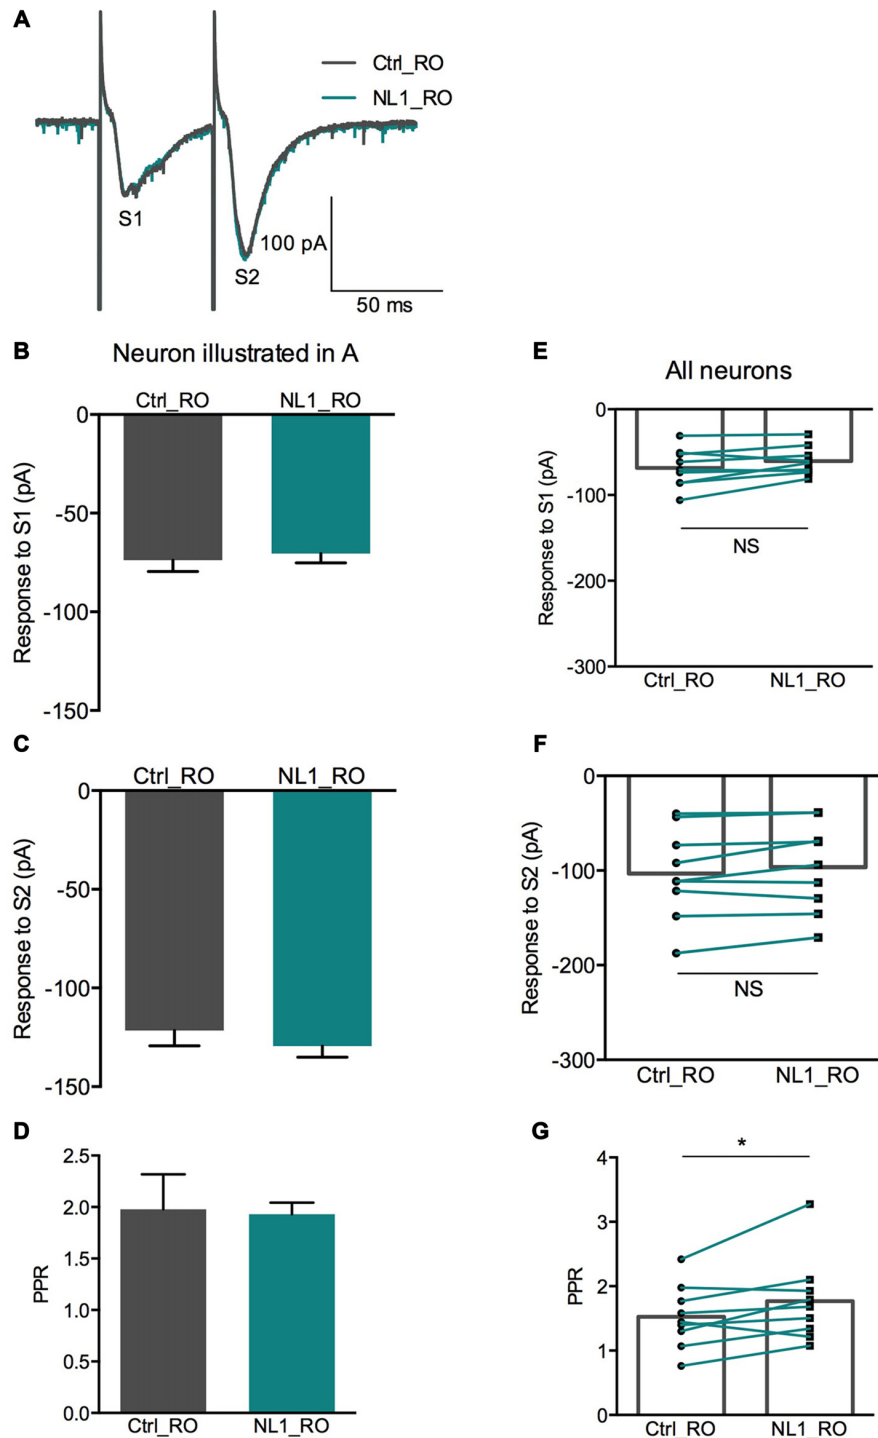 A
Ctrl_RO
NL1_RO
S1
S2
100 pA
50 ms
B
Neuron illustrated in A
Ctrl_RO
NL1_RO
0
-50
-100
-150
Response to S1 (pA)
C
Ctrl_RO
NL1_RO
0
-50
-100
-150
Response to S2 (pA)
D
2.5
2.0
1.5
1.0
0.5
0.0
PPR
Ctrl_RO
NL1_RO
E
All neurons
0
-100
-200
-300
Response to S1 (pA)
NS
Ctrl_RO
NL1_RO
F
0
-100
-200
-300
Response to S2 (pA)
NS
Ctrl_RO
NL1_RO
G
*
4
3
2
1
0
PPR
Ctrl_RO
NL1_RO